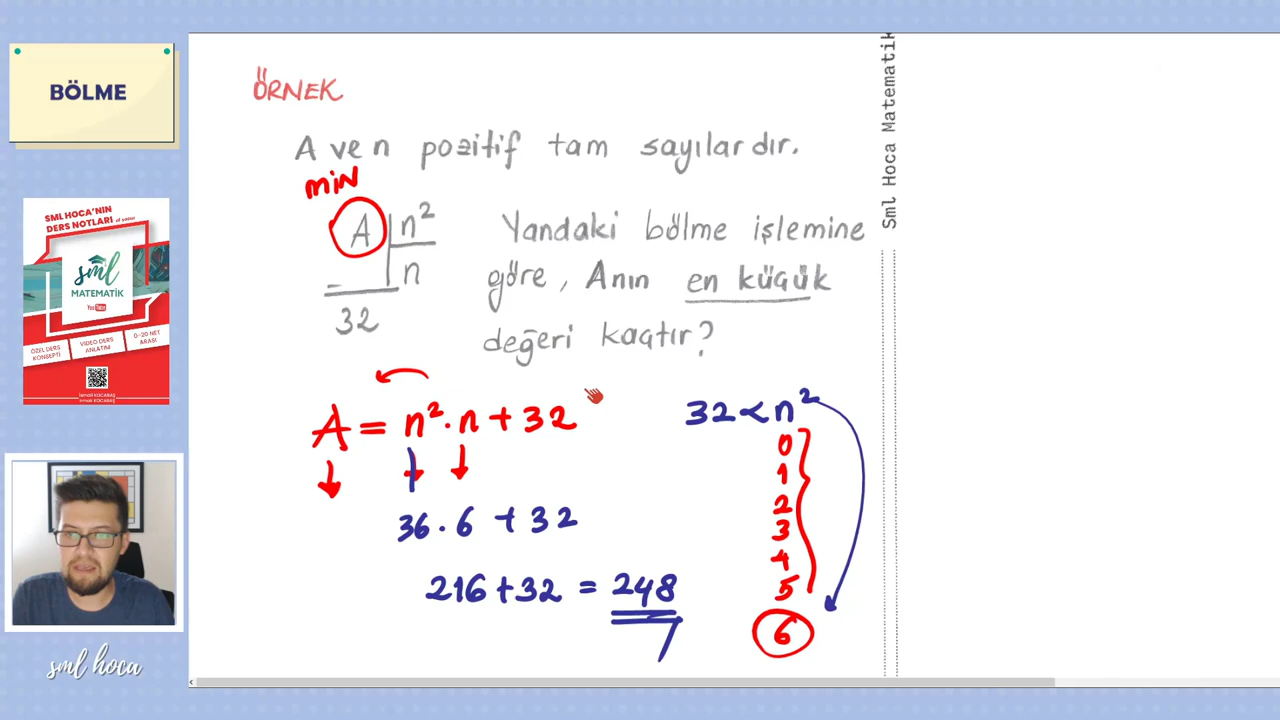 BÖLME
SML HOCA'NIN
DERS NOTLARI
sml
MATEMATİK
YouTube
ÖZEL DERS
KONSEPTİ
VIDEO DERS
ANLATIM
0-20 NET
ARASI
sml hoca
ÖRNEK
A ve n pozitif tam sayılardır.
min
A n²
n
32
Yandaki bölme işlemine
göre, Anın en küçük
değeri kaçtır?
A = n² · n + 32
36 · 6 + 32
216 + 32 = 248
32 < n²
0
1
2
3
4
5
6
Sml Hoca Matematik